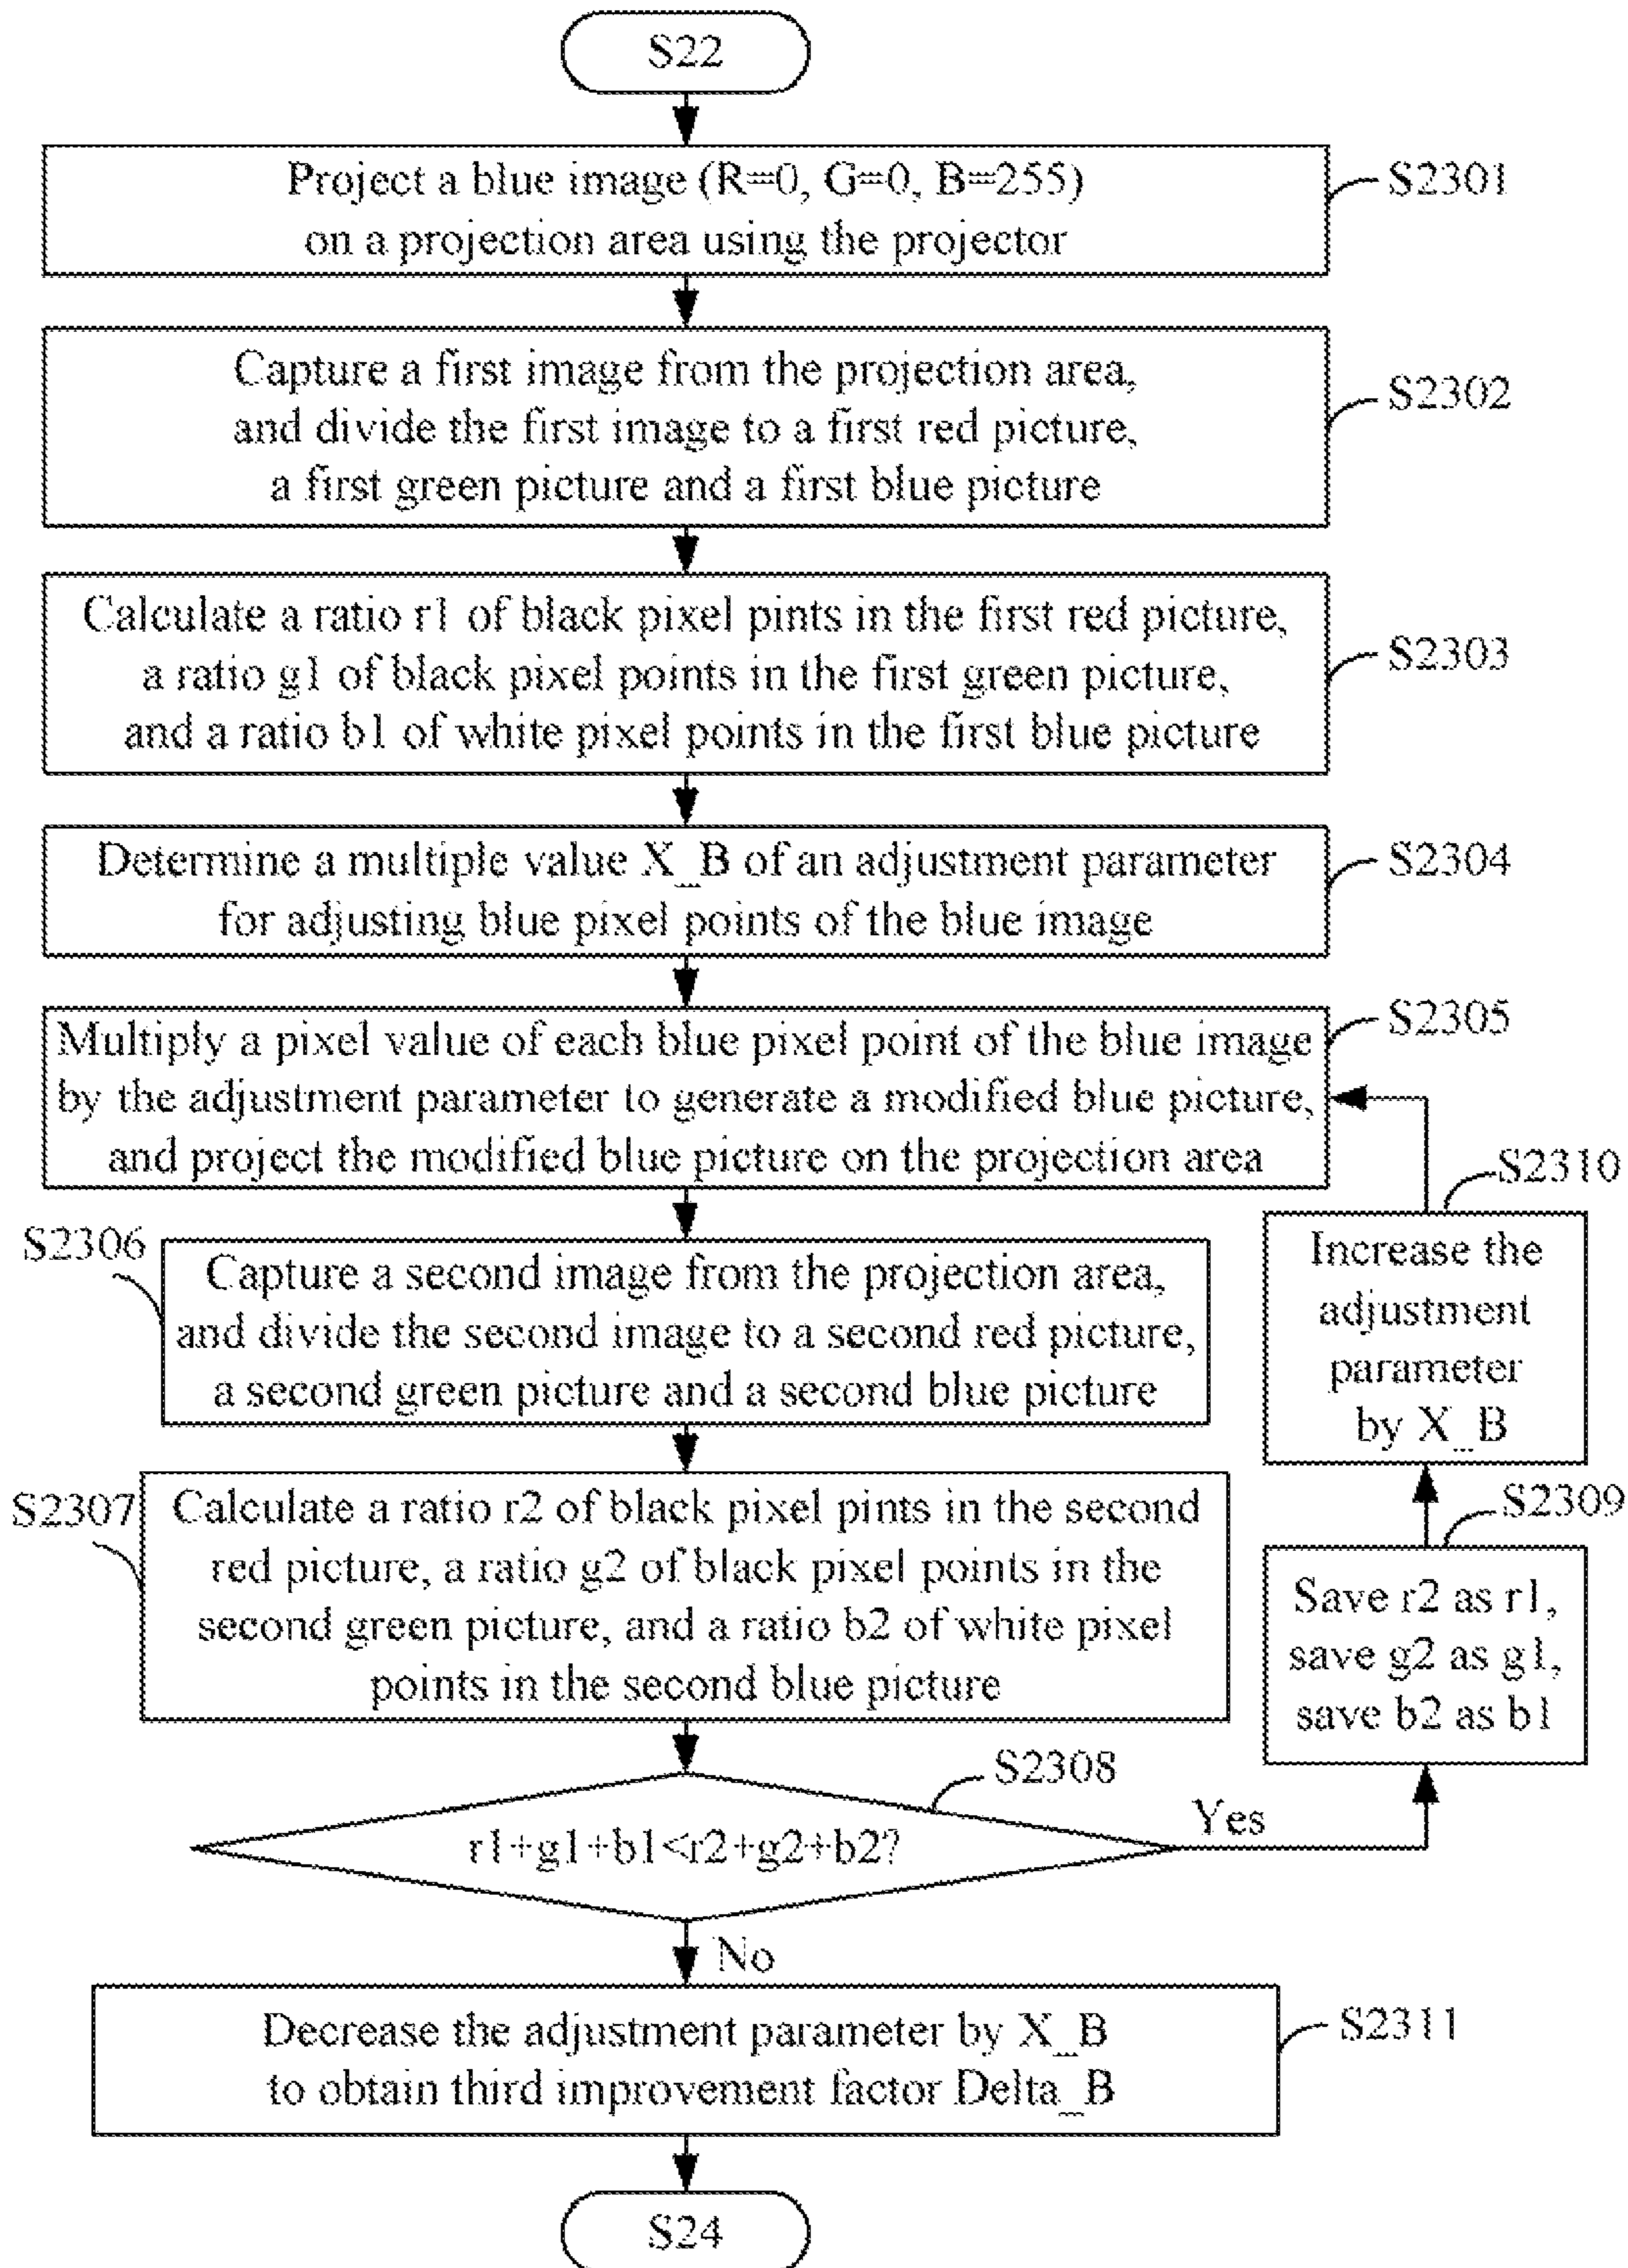 S22
Project a blue image (R=0, G=0, B=255)
on a projection area using the projector
S2301
Capture a first image from the projection area,
and divide the first image to a first red picture,
a first green picture and a first blue picture
S2302
Calculate a ratio r1 of black pixel pints in the first red picture,
a ratio g1 of black pixel points in the first green picture,
and a ratio b1 of white pixel points in the first blue picture
S2303
Determine a multiple value X_B of an adjustment parameter
for adjusting blue pixel points of the blue image
S2304
Multiply a pixel value of each blue pixel point of the blue image
by the adjustment parameter to generate a modified blue picture,
and project the modified blue picture on the projection area
S2305
S2306
Capture a second image from the projection area,
and divide the second image to a second red picture,
a second green picture and a second blue picture
S2307
Calculate a ratio r2 of black pixel pints in the second
red picture, a ratio g2 of black pixel points in the
second green picture, and a ratio b2 of white pixel
points in the second blue picture
S2308
r1+g1+b1<r2+g2+b2?
Yes
S2309
Save r2 as r1,
save g2 as g1,
save b2 as b1
S2310
Increase the
adjustment
parameter
by X_B
No
Decrease the adjustment parameter by X_B
to obtain third improvement factor Delta_B
S2311
S24